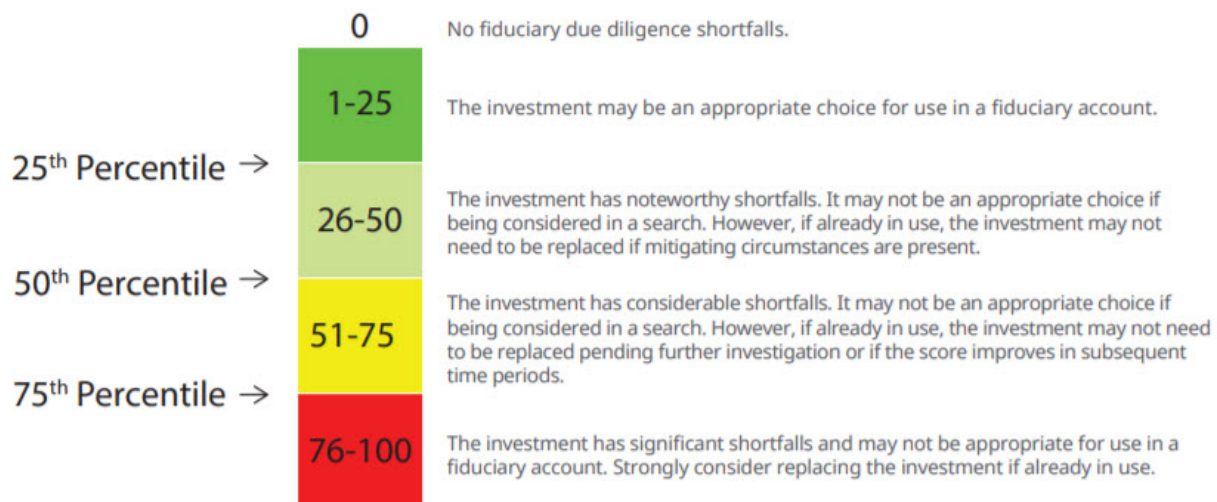 0
No fiduciary due diligence shortfalls.
1-25
The investment may be an appropriate choice for use in a fiduciary account.
25th Percentile →
26-50
The investment has noteworthy shortfalls. It may not be an appropriate choice if
being considered in a search. However, if already in use, the investment may not
need to be replaced if mitigating circumstances are present.
50th Percentile →
51-75
The investment has considerable shortfalls. It may not be an appropriate choice if
being considered in a search. However, if already in use, the investment may not need
to be replaced pending further investigation or if the score improves in subsequent
time periods.
75th Percentile →
76-100
The investment has significant shortfalls and may not be appropriate for use in a
fiduciary account. Strongly consider replacing the investment if already in use.